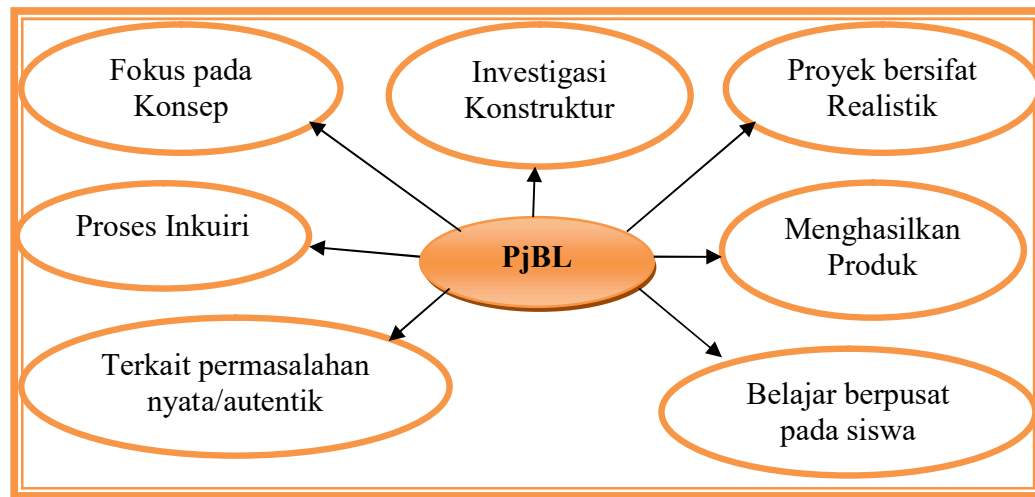 Fokus pada
Konsep
Investigasi
Konstruktur
Proyek bersifat
Realistik
Proses Inkuiri
PjBL
Menghasilkan
Produk
Terkait permasalahan
nyata/autentik
Belajar berpusat
pada siswa